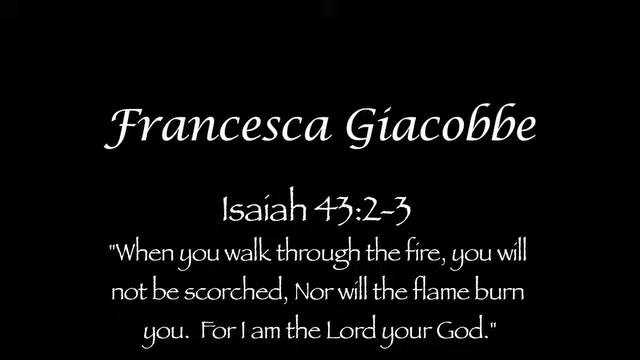 Francesca Giacobbe
Isaiah 43:2-3
"When you walk through the fire, you will
not be scorched, Nor will the flame burn
you.  For I am the Lord your God."